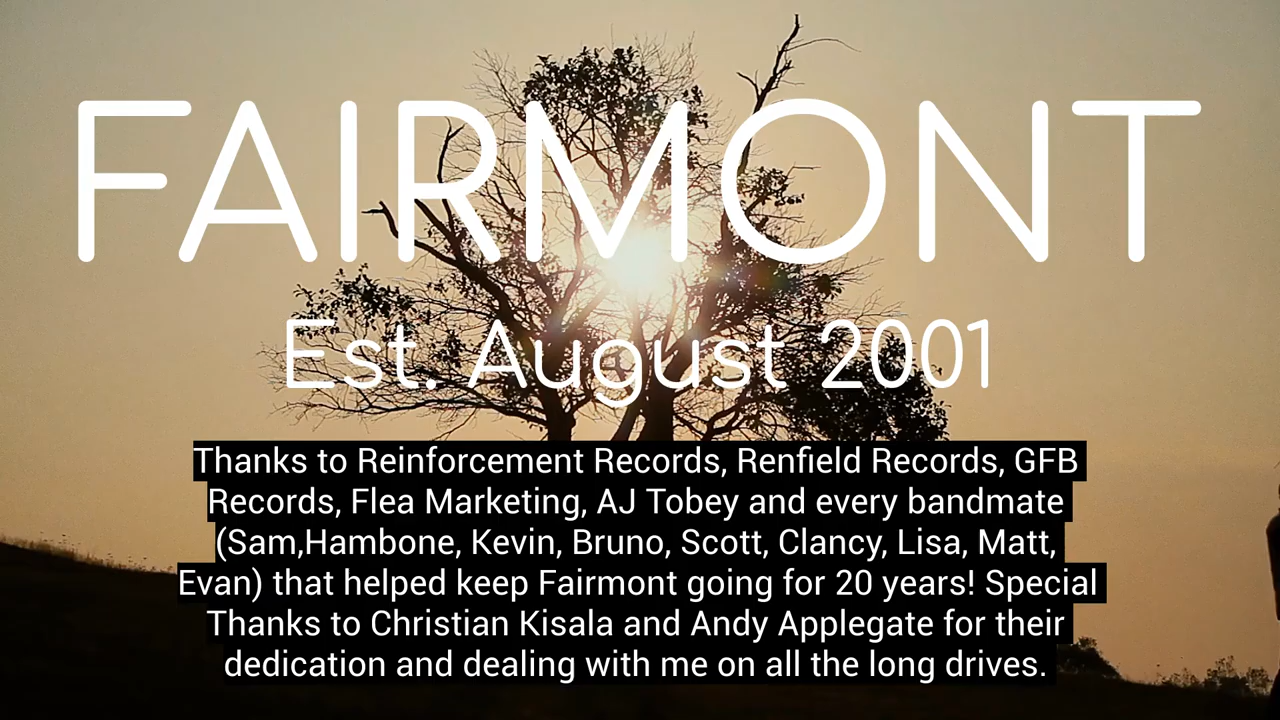 FAIRMONT
Est. August 2001
Thanks to Reinforcement Records, Renfield Records, GFB
Records, Flea Marketing, AJ Tobey and every bandmate
(Sam,Hambone, Kevin, Bruno, Scott, Clancy, Lisa, Matt,
Evan) that helped keep Fairmont going for 20 years! Special
Thanks to Christian Kisala and Andy Applegate for their
dedication and dealing with me on all the long drives.